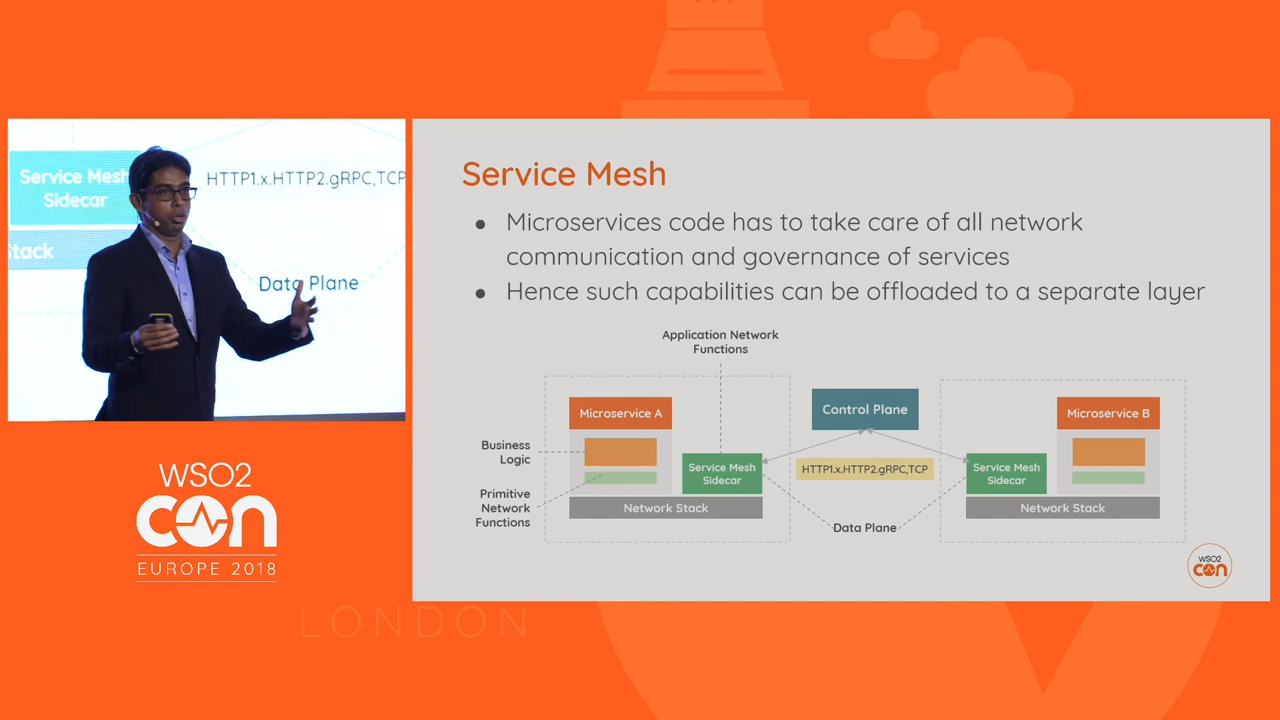 Service Mesh
Sidecar
Stack
HTTP1.x.HTTP2.gRPC,TCP
Data Plane
WSO2
CON
EUROPE 2018
LONDON
Service Mesh
● Microservices code has to take care of all network
communication and governance of services
● Hence such capabilities can be offloaded to a separate layer
Application Network
Functions
Microservice A
Control Plane
Microservice B
Business
Logic
Service Mesh
Sidecar
HTTP1.x.HTTP2.gRPC,TCP
Service Mesh
Sidecar
Primitive
Network
Functions
Network Stack
Network Stack
Data Plane
WSO2
CON